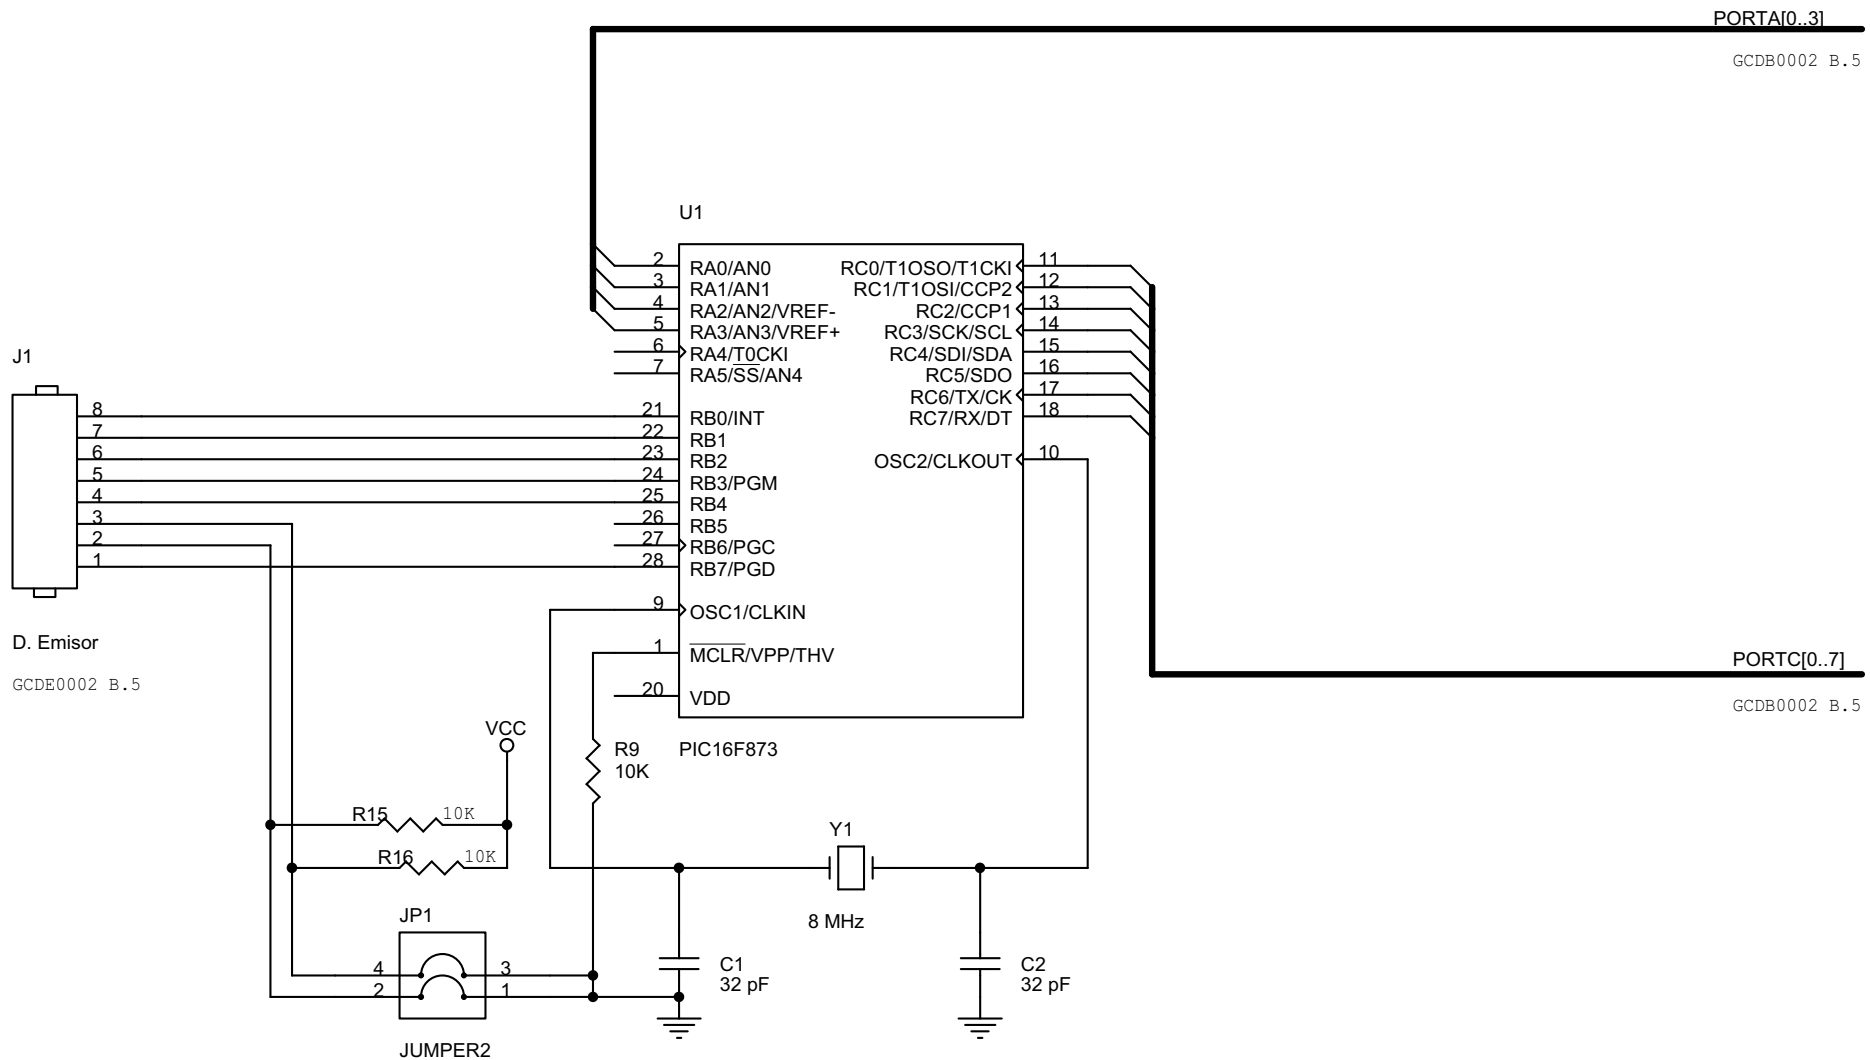 PORTA[0..3]
GCDB0002 B.5
U1
2 RA0/AN0
3 RA1/AN1
4 RA2/AN2/VREF-
5 RA3/AN3/VREF+
6 RA4/T0CKI
7 RA5/SS/AN4
21 RB0/INT
22 RB1
23 RB2
24 RB3/PGM
25 RB4
26 RB5
27 RB6/PGC
28 RB7/PGD
9 OSC1/CLKIN
1 MCLR/VPP/THV
20 VDD
RC0/T1OSO/T1CKI 11
RC1/T1OSI/CCP2 12
RC2/CCP1 13
RC3/SCK/SCL 14
RC4/SDI/SDA 15
RC5/SDO 16
RC6/TX/CK 17
RC7/RX/DT 18
OSC2/CLKOUT 10
PIC16F873
J1
8
7
6
5
4
3
2
1
D. Emisor
GCDE0002 B.5
PORTC[0..7]
GCDB0002 B.5
VCC
R9
10K
R15 10K
R16 10K
Y1
8 MHz
JP1
4 3
2 1
JUMPER2
C1
32 pF
C2
32 pF